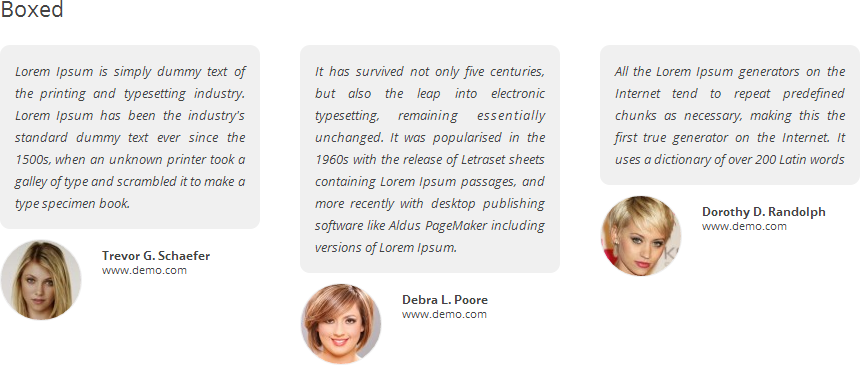 Boxed
Lorem Ipsum is simply dummy text of
the printing and typesetting industry.
Lorem Ipsum has been the industry's
standard dummy text ever since the
1500s, when an unknown printer took a
galley of type and scrambled it to make a
type specimen book.
Trevor G. Schaefer
www.demo.com
It has survived not only five centuries,
but also the leap into electronic
typesetting, remaining essentially
unchanged. It was popularised in the
1960s with the release of Letraset sheets
containing Lorem Ipsum passages, and
more recently with desktop publishing
software like Aldus PageMaker including
versions of Lorem Ipsum.
Debra L. Poore
www.demo.com
All the Lorem Ipsum generators on the
Internet tend to repeat predefined
chunks as necessary, making this the
first true generator on the Internet. It
uses a dictionary of over 200 Latin words
Dorothy D. Randolph
www.demo.com